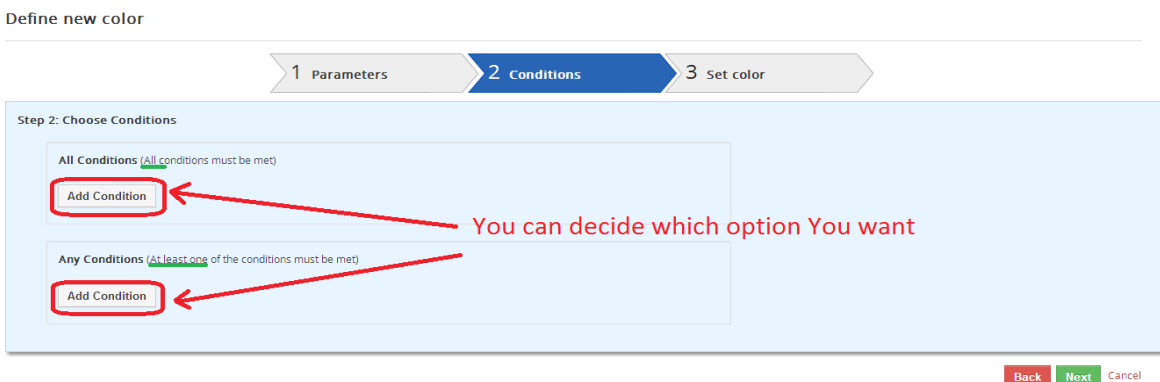 Define new color
1 Parameters
2 Conditions
3 Set color
Step 2: Choose Conditions
All Conditions (All conditions must be met)
Add Condition
You can decide which option You want
Any Conditions (At least one of the conditions must be met)
Add Condition
Back Next Cancel